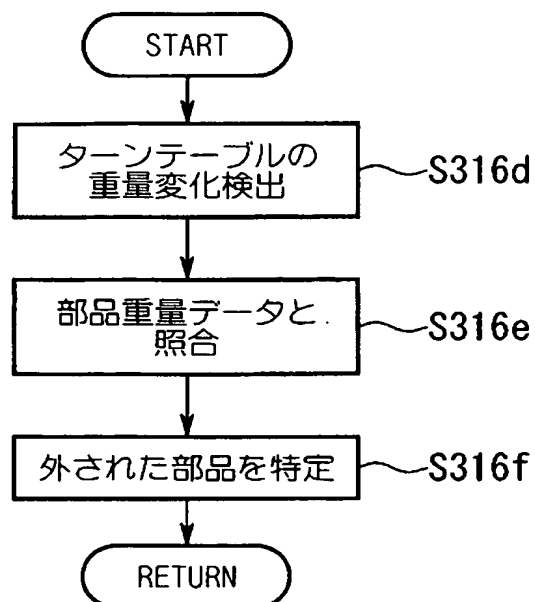 START
ターンテーブルの
重量変化検出
S316d
部品重量データと
照合
S316e
外された部品を特定
S316f
RETURN